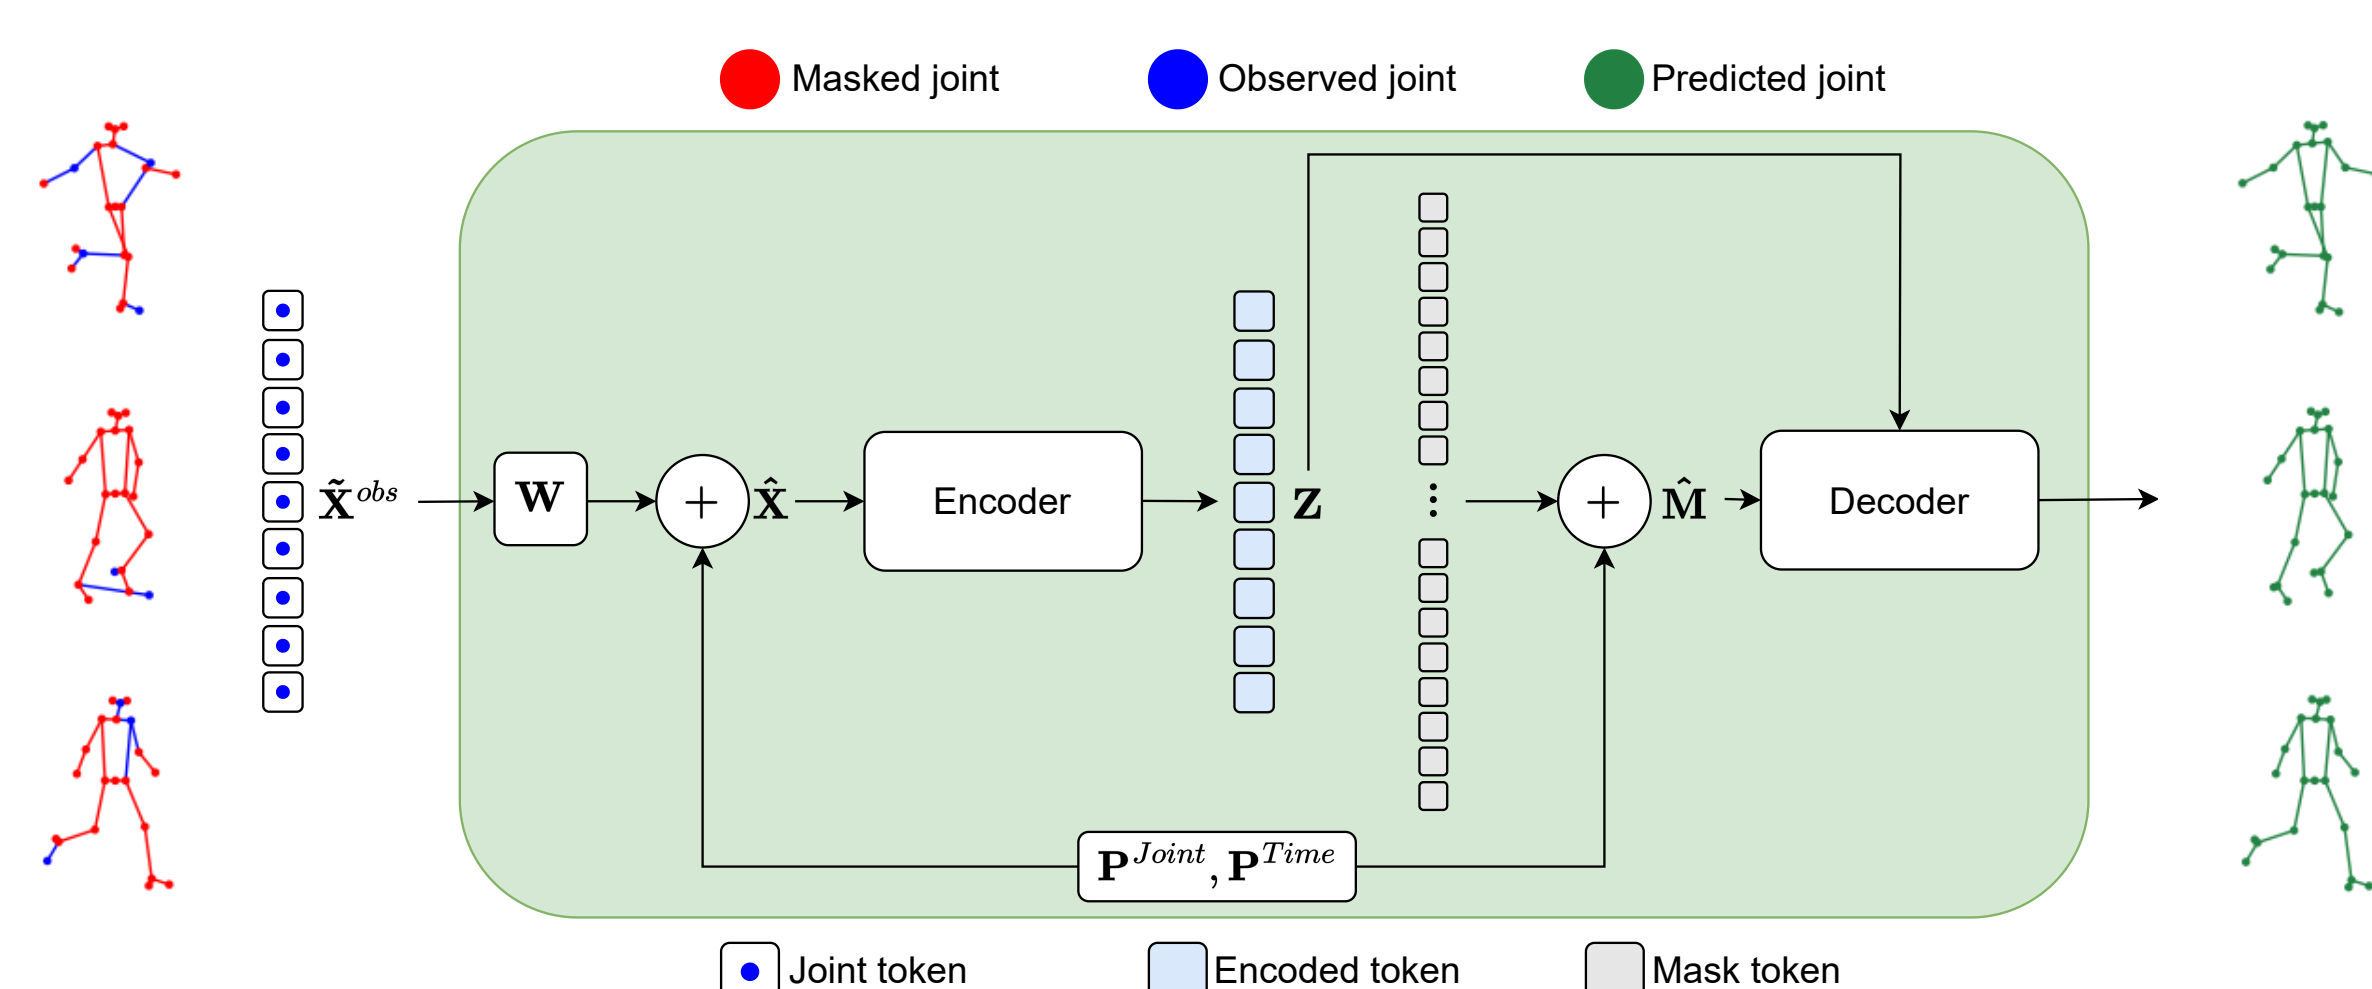 Masked joint Observed joint Predicted joint
X̃^obs W + X̂ Encoder Z ⋮ + M̂ Decoder
P^Joint, P^Time
Joint token Encoded token Mask token